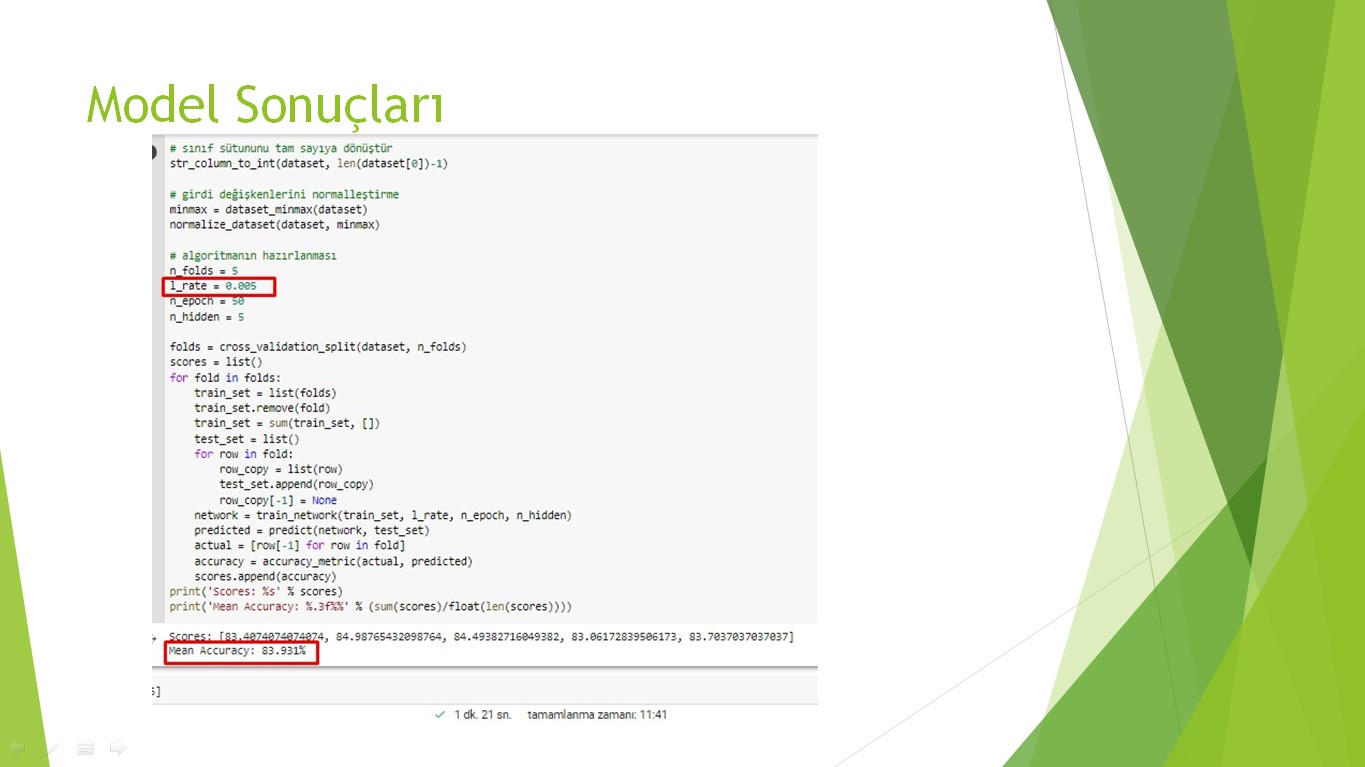 Model Sonuçları
# sınıf sütununu tam sayıya dönüştür
str_column_to_int(dataset, len(dataset[0])-1)
# girdi değişkenlerini normalleştirme
minmax = dataset_minmax(dataset)
normalize_dataset(dataset, minmax)
# algoritmanın hazırlanması
n_folds = 5
l_rate = 0.005
n_epoch = 50
n_hidden = 5
folds = cross_validation_split(dataset, n_folds)
scores = list()
for fold in folds:
    train_set = list(folds)
    train_set.remove(fold)
    train_set = sum(train_set, [])
    test_set = list()
    for row in fold:
        row_copy = list(row)
        test_set.append(row_copy)
        row_copy[-1] = None
    network = train_network(train_set, l_rate, n_epoch, n_hidden)
    predicted = predict(network, test_set)
    actual = [row[-1] for row in fold]
    accuracy = accuracy_metric(actual, predicted)
    scores.append(accuracy)
print('Scores: %s' % scores)
print('Mean Accuracy: %.3f%%' % (sum(scores)/float(len(scores))))
Scores: [83.4074074074074, 84.98765432098764, 84.49382716049382, 83.06172839506173, 83.7037037037037]
Mean Accuracy: 83.931%
5]
1 dk. 21 sn. tamamlanma zamanı: 11:41